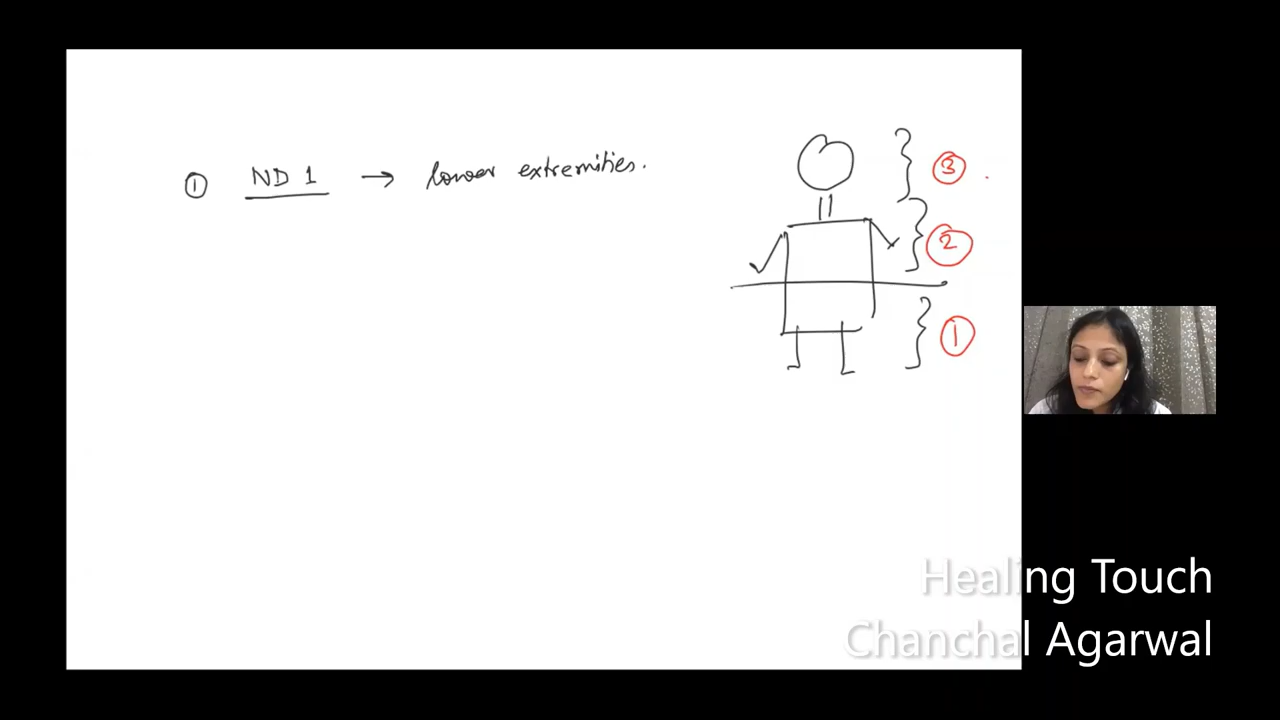 ① ND 1 → lower extremities.
③
②
①
Healing Touch
Chanchal Agarwal